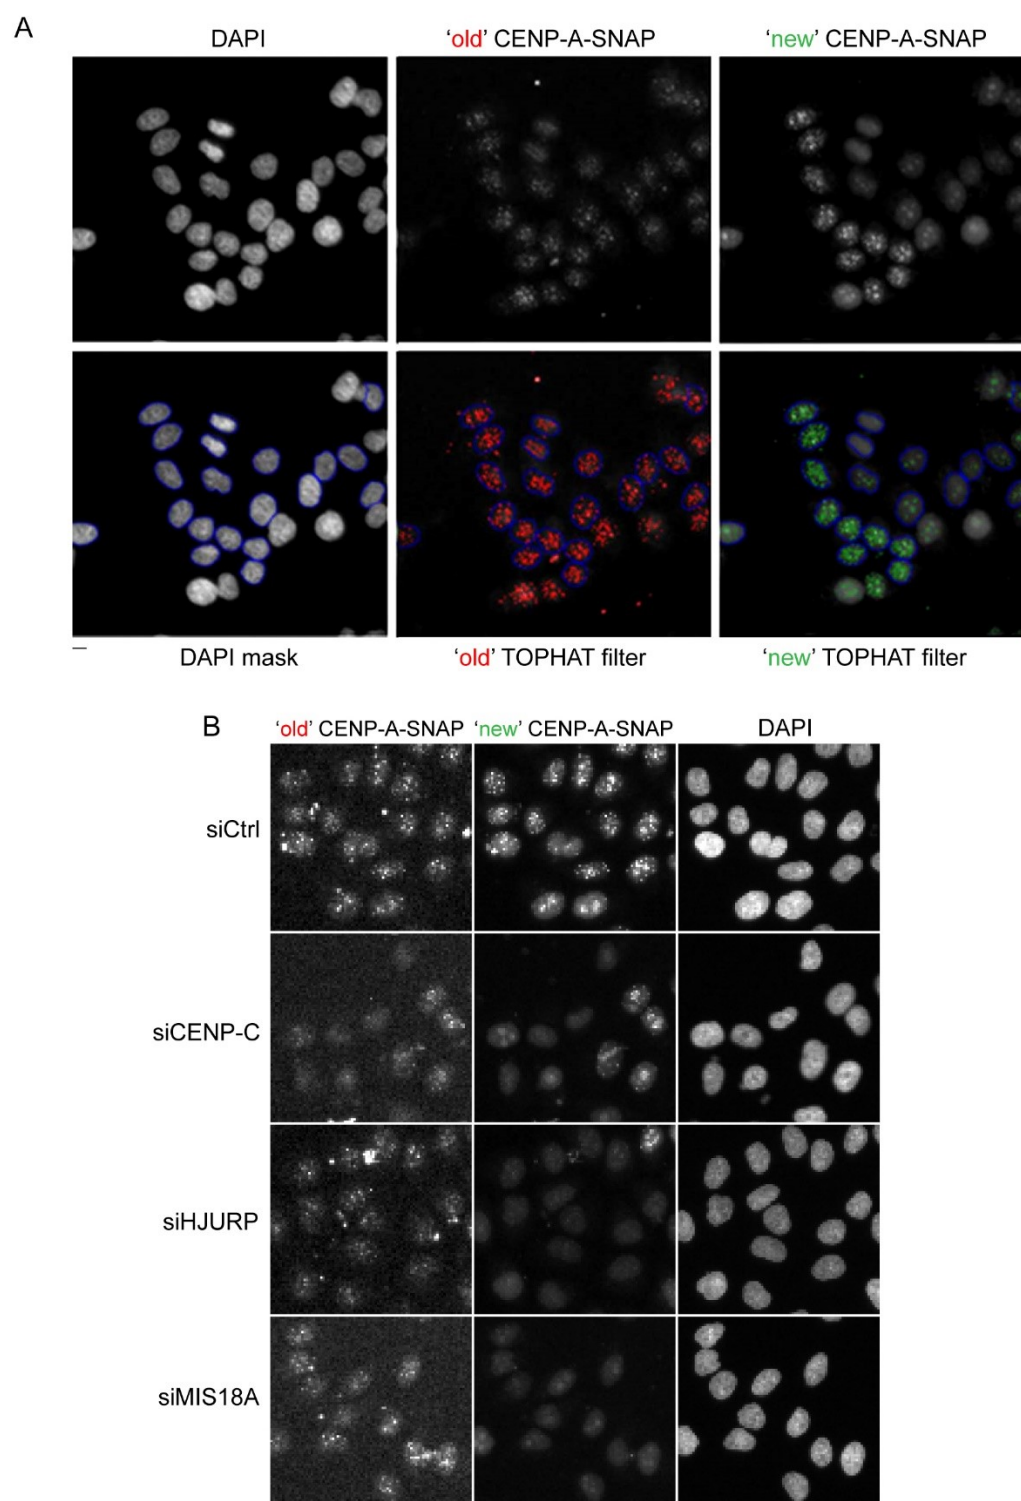 A
DAPI 'old' CENP-A-SNAP 'new' CENP-A-SNAP
DAPI mask 'old' TOPHAT filter 'new' TOPHAT filter
B 'old' CENP-A-SNAP 'new' CENP-A-SNAP DAPI
siCtrl
siCENP-C
siHJURP
siMIS18A